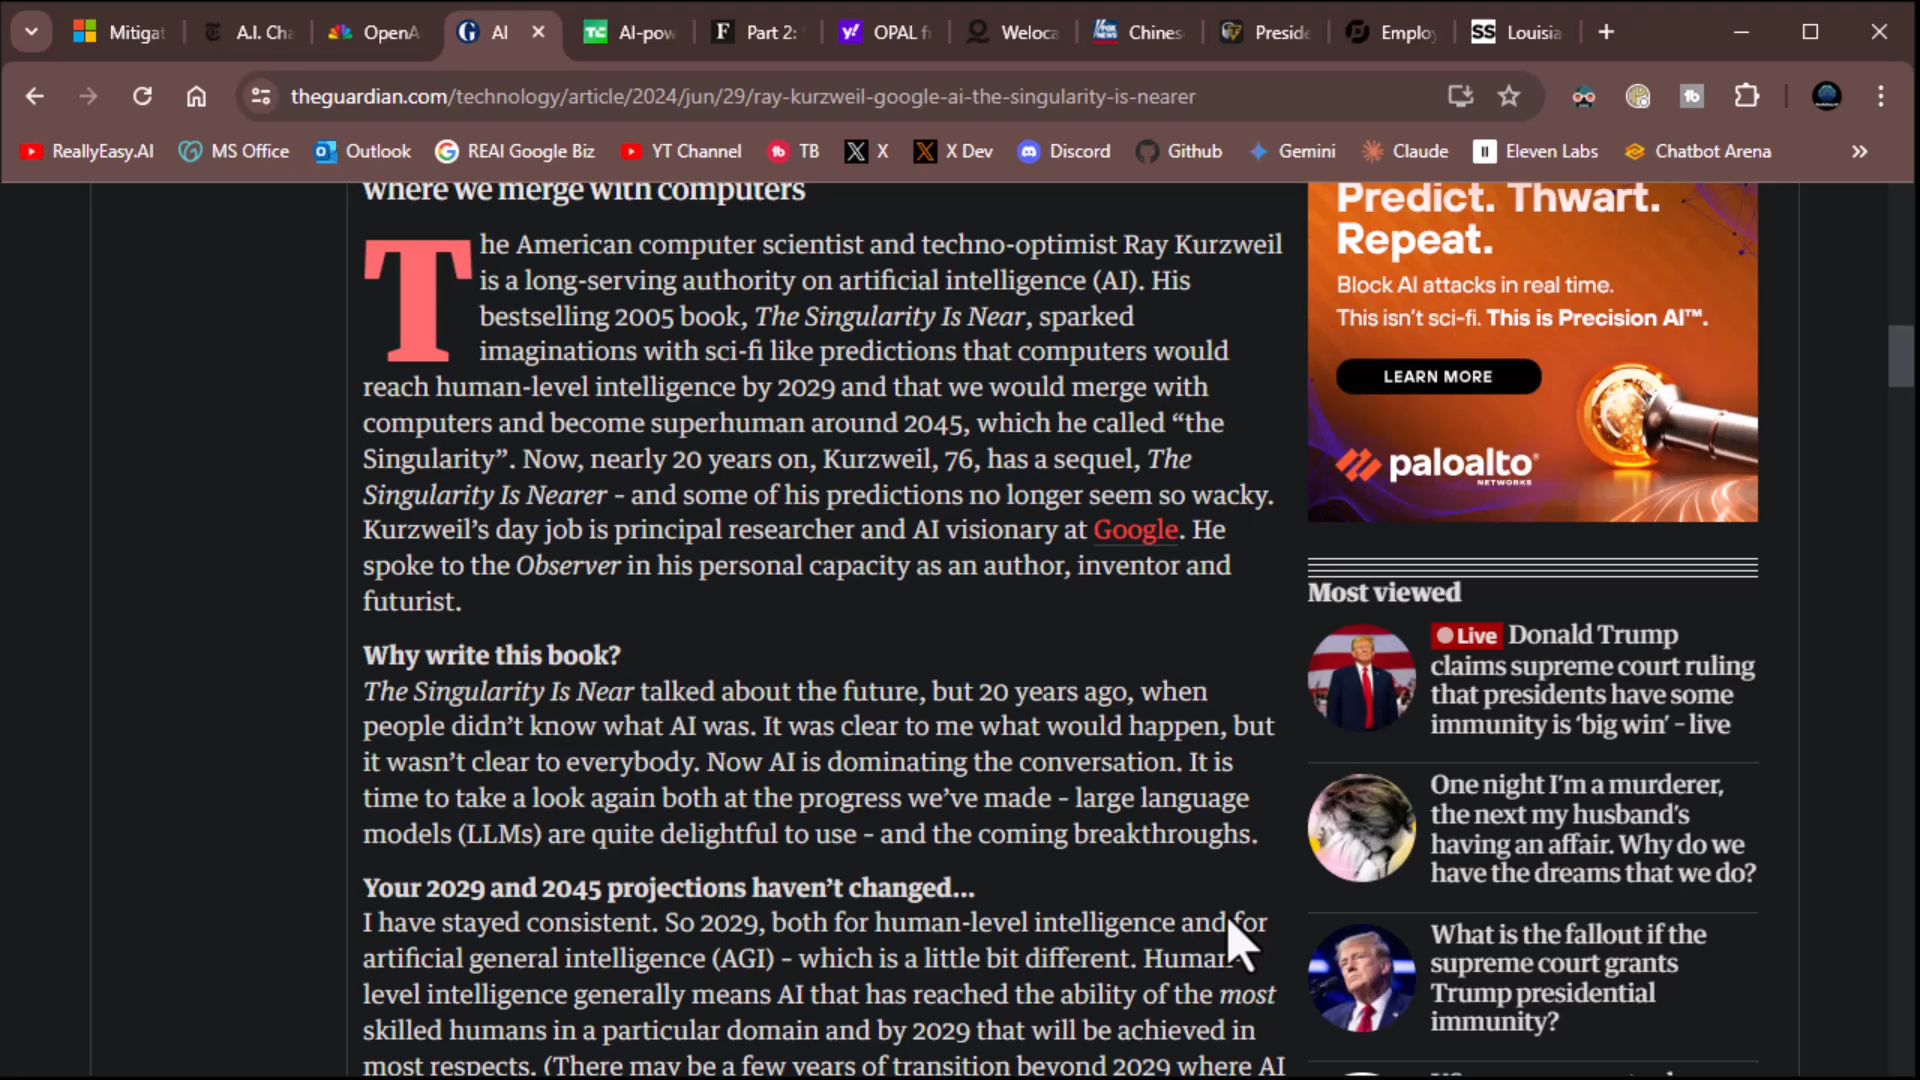 Mitigat
A.I. Cha
OpenA
AI
AI-pow
Part 2:
OPAL f
Weloca
Chines
Preside
Employ
Louisia
theguardian.com/technology/article/2024/jun/29/ray-kurzweil-google-ai-the-singularity-is-nearer
ReallyEasy.AI
MS Office
Outlook
REAI Google Biz
YT Channel
TB
X
X Dev
Discord
Github
Gemini
Claude
Eleven Labs
Chatbot Arena
where we merge with computers
The American computer scientist and techno-optimist Ray Kurzweil
is a long-serving authority on artificial intelligence (AI). His
bestselling 2005 book, The Singularity Is Near, sparked
imaginations with sci-fi like predictions that computers would
reach human-level intelligence by 2029 and that we would merge with
computers and become superhuman around 2045, which he called “the
Singularity”. Now, nearly 20 years on, Kurzweil, 76, has a sequel, The
Singularity Is Nearer – and some of his predictions no longer seem so wacky.
Kurzweil’s day job is principal researcher and AI visionary at Google. He
spoke to the Observer in his personal capacity as an author, inventor and
futurist.
Why write this book?
The Singularity Is Near talked about the future, but 20 years ago, when
people didn’t know what AI was. It was clear to me what would happen, but
it wasn’t clear to everybody. Now AI is dominating the conversation. It is
time to take a look again both at the progress we’ve made – large language
models (LLMs) are quite delightful to use – and the coming breakthroughs.
Your 2029 and 2045 projections haven’t changed…
I have stayed consistent. So 2029, both for human-level intelligence and for
artificial general intelligence (AGI) – which is a little bit different. Human-
level intelligence generally means AI that has reached the ability of the most
skilled humans in a particular domain and by 2029 that will be achieved in
most respects. (There may be a few years of transition beyond 2029 where AI
Predict. Thwart.
Repeat.
Block AI attacks in real time.
This isn’t sci-fi. This is Precision AI™.
LEARN MORE
paloalto
NETWORKS
Most viewed
Live Donald Trump
claims supreme court ruling
that presidents have some
immunity is ‘big win’ – live
One night I’m a murderer,
the next my husband’s
having an affair. Why do we
have the dreams that we do?
What is the fallout if the
supreme court grants
Trump presidential
immunity?